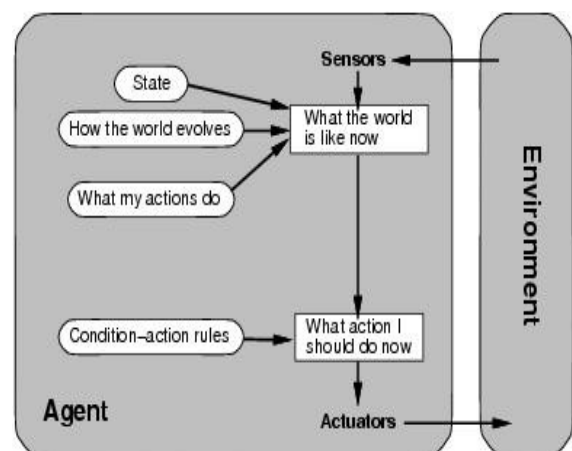 Sensors
State
What the world
is like now
How the world evolves
What my actions do
Environment
Condition–action rules
What action I
should do now
Agent
Actuators